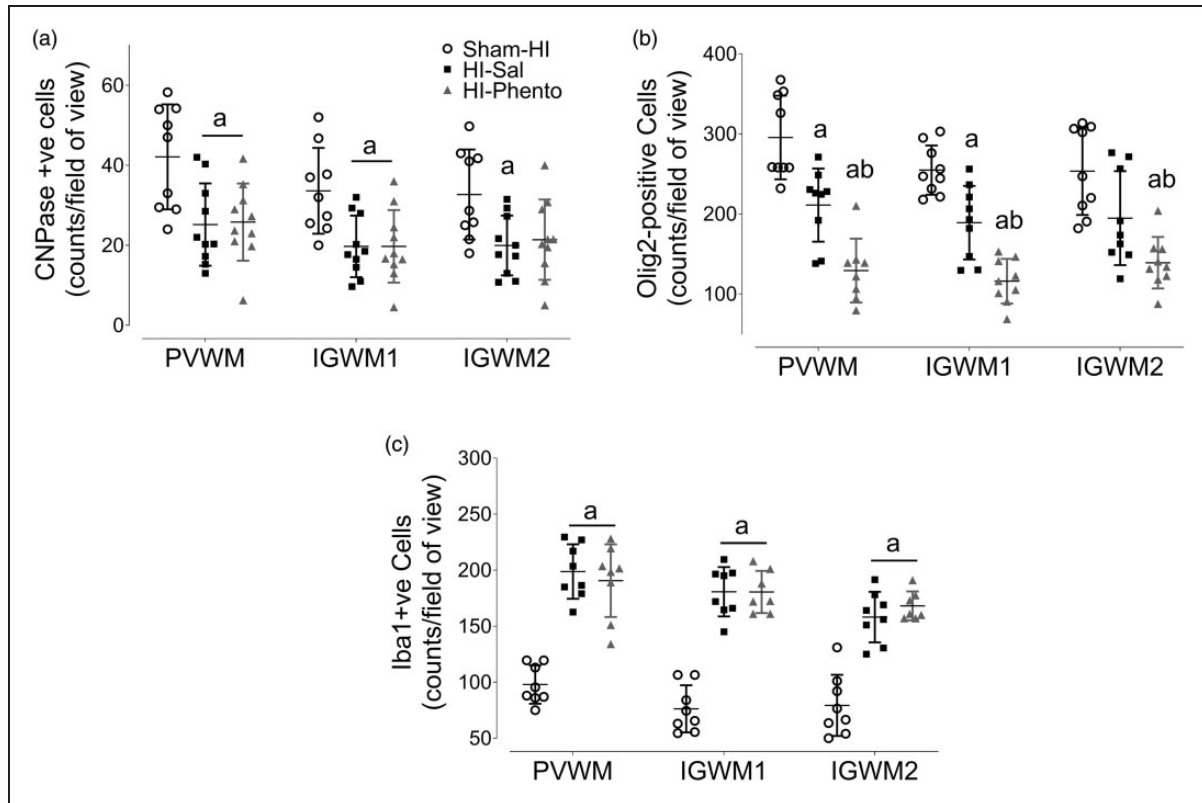 (a)
Sham-HI
HI-Sal
HI-Phento
CNPase +ve cells
(counts/field of view)
60
40
20
0
a
a
a
PVWM
IGWM1
IGWM2
(b)
Olig2-positive Cells
(counts/field of view)
400
300
200
100
a
ab
a
ab
ab
PVWM
IGWM1
IGWM2
(c)
Iba1+ve Cells
(counts/field of view)
300
250
200
150
100
50
a
a
a
PVWM
IGWM1
IGWM2